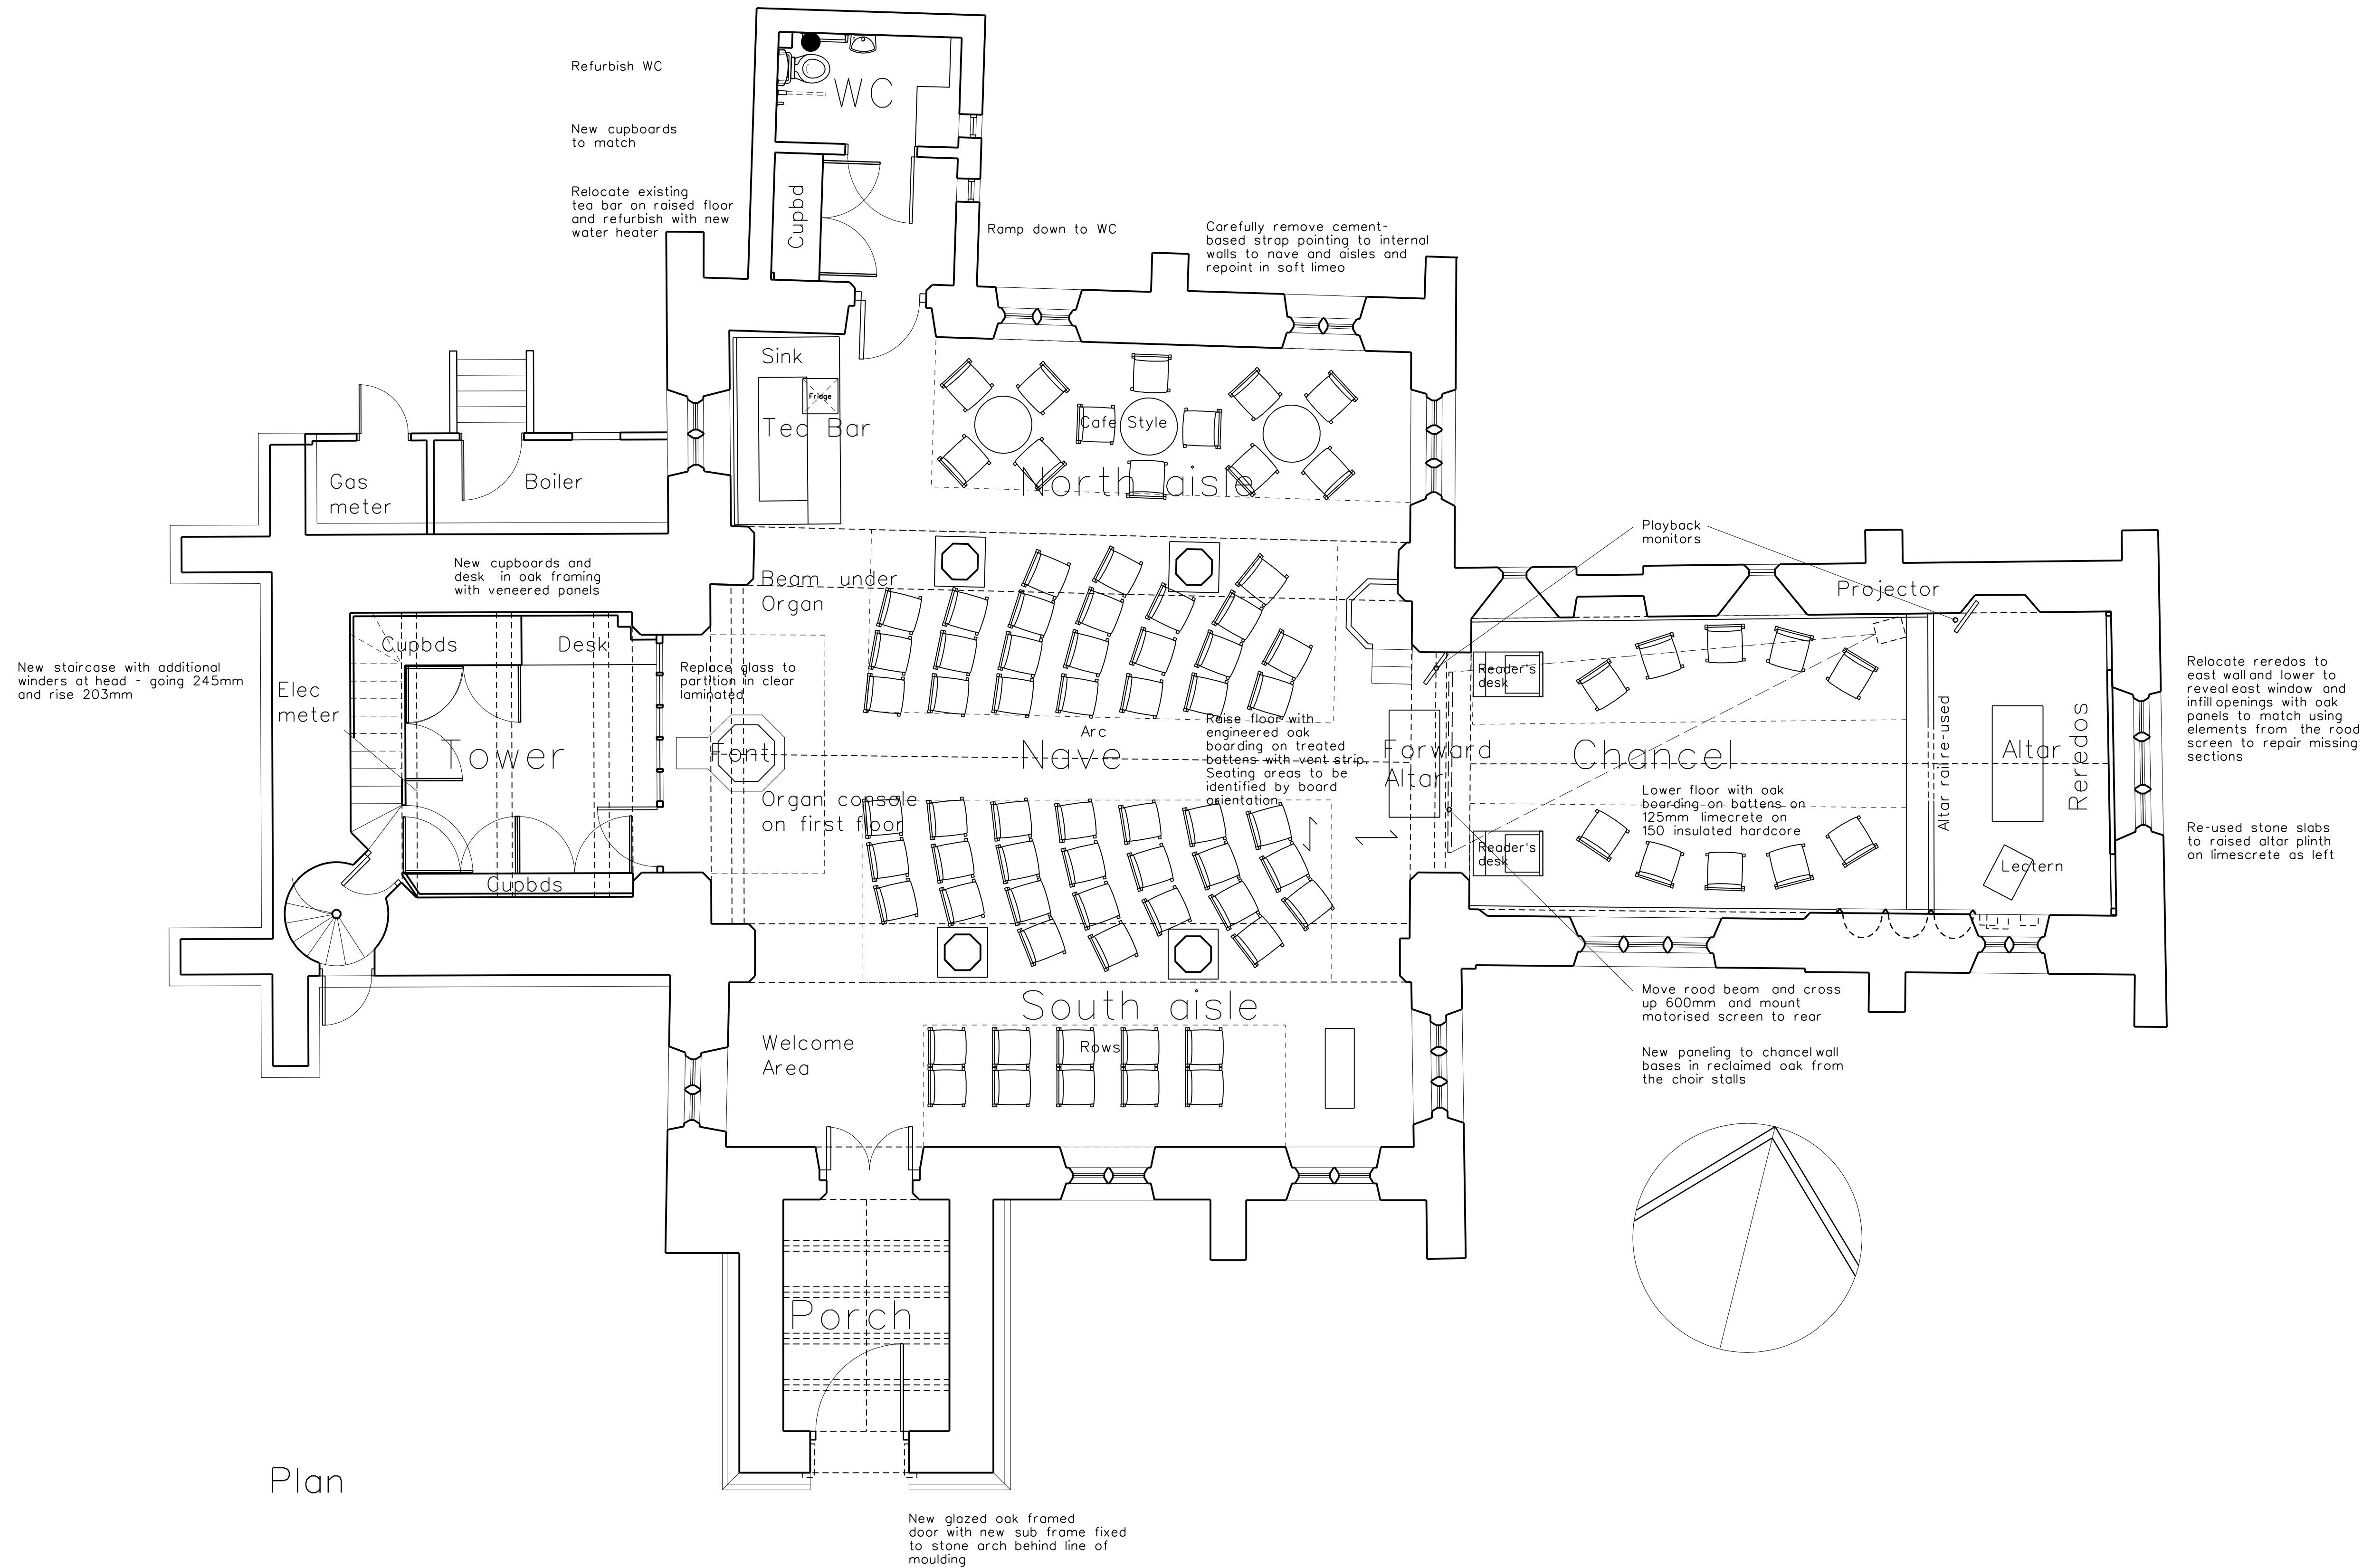 Refurbish WC
New cupboards
to match
Relocate existing
tea bar on raised floor
and refurbish with new
water heater
WC
Cupbd
Ramp down to WC
Carefully remove cement-
based strap pointing to internal
walls to nave and aisles and
repoint in soft limeo
Sink
Fridge
Tea Bar
Cafe Style
North aisle
Gas
meter
Boiler
New cupboards and
desk in oak framing
with veneered panels
Beam under
Organ
Playback
monitors
Projector
Cupbds
Desk
New staircase with additional
winders at head - going 245mm
and rise 203mm
Elec
meter
Replace glass to
partition in clear
laminated
Reader's
desk
Relocate reredos to
east wall and lower to
reveal east window and
infill openings with oak
panels to match using
elements from the rood
screen to repair missing
sections
Tower
Font
Arc
Nave
Raise floor with
engineered oak
boarding on treated
battens with vent strip.
Seating areas to be
identified by board
orientation
Forward
Altar
Chancel
Altar rail re-used
Altar
Reredos
Organ console
on first floor
Lower floor with oak
boarding on battens on
125mm limecrete on
150 insulated hardcore
Reader's
desk
Re-used stone slabs
to raised altar plinth
on limescrete as left
Lectern
Cupbds
South aisle
Move rood beam and cross
up 600mm and mount
motorised screen to rear
Welcome
Area
Rows
New paneling to chancel wall
bases in reclaimed oak from
the choir stalls
Porch
Plan
New glazed oak framed
door with new sub frame fixed
to stone arch behind line of
moulding